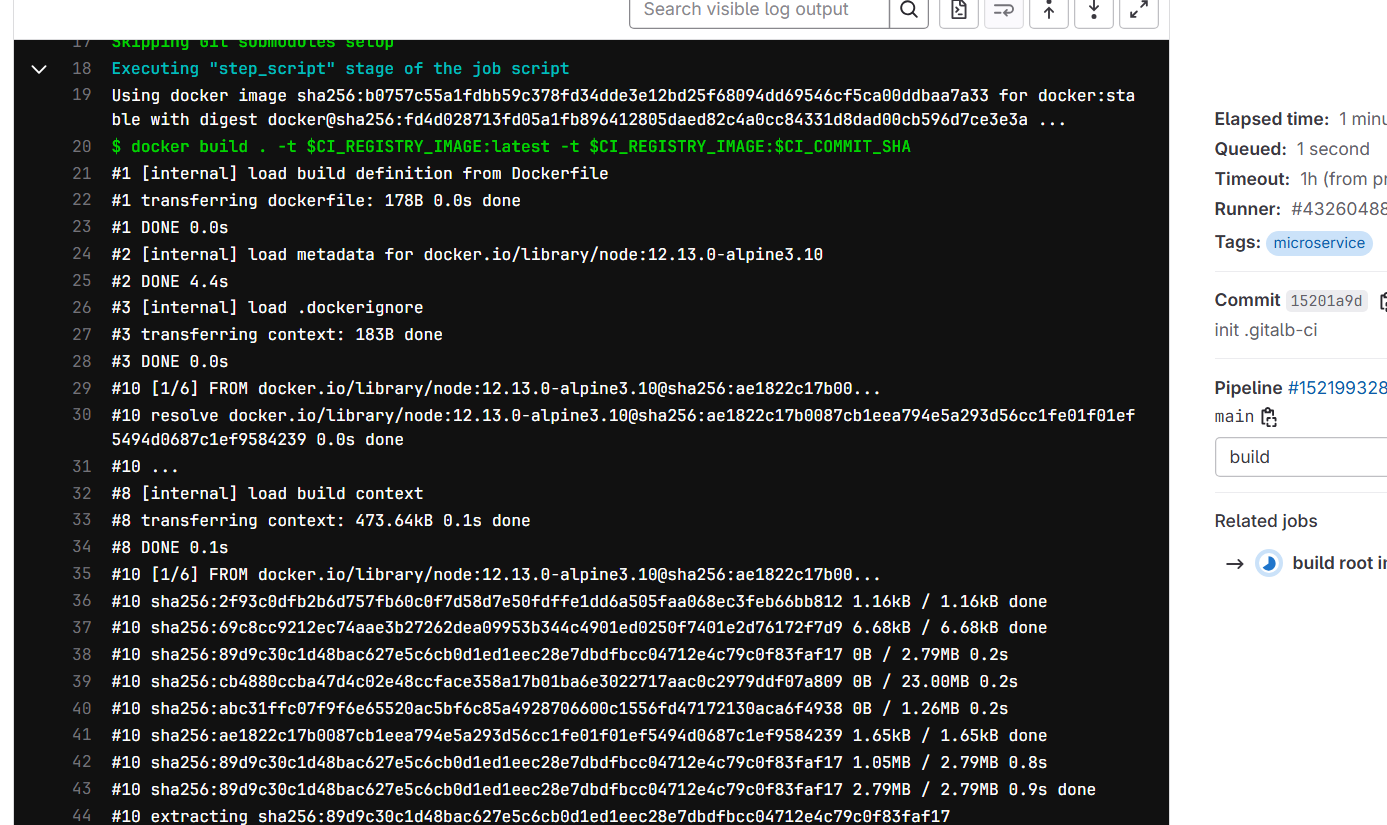 Search visible log output
17 Skipping Git submodules setup
18 Executing "step_script" stage of the job script
19 Using docker image sha256:b0757c55a1fdbb59c378fd34dde3e12bd25f68094dd69546cf5ca00ddbaa7a33 for docker:sta
ble with digest docker@sha256:fd4d028713fd05a1fb896412805daed82c4a0cc84331d8dad00cb596d7ce3e3a ...
20 $ docker build . -t $CI_REGISTRY_IMAGE:latest -t $CI_REGISTRY_IMAGE:$CI_COMMIT_SHA
21 #1 [internal] load build definition from Dockerfile
22 #1 transferring dockerfile: 178B 0.0s done
23 #1 DONE 0.0s
24 #2 [internal] load metadata for docker.io/library/node:12.13.0-alpine3.10
25 #2 DONE 4.4s
26 #3 [internal] load .dockerignore
27 #3 transferring context: 183B done
28 #3 DONE 0.0s
29 #10 [1/6] FROM docker.io/library/node:12.13.0-alpine3.10@sha256:ae1822c17b00...
30 #10 resolve docker.io/library/node:12.13.0-alpine3.10@sha256:ae1822c17b0087cb1eea794e5a293d56cc1fe01f01ef
5494d0687c1ef9584239 0.0s done
31 #10 ...
32 #8 [internal] load build context
33 #8 transferring context: 473.64kB 0.1s done
34 #8 DONE 0.1s
35 #10 [1/6] FROM docker.io/library/node:12.13.0-alpine3.10@sha256:ae1822c17b00...
36 #10 sha256:2f93c0dfb2b6d757fb60c0f7d58d7e50fdffe1dd6a505faa068ec3feb66bb812 1.16kB / 1.16kB done
37 #10 sha256:69c8cc9212ec74aae3b27262dea09953b344c4901ed0250f7401e2d76172f7d9 6.68kB / 6.68kB done
38 #10 sha256:89d9c30c1d48bac627e5c6cb0d1ed1eec28e7dbdfbcc04712e4c79c0f83faf17 0B / 2.79MB 0.2s
39 #10 sha256:cb4880ccba47d4c02e48ccface358a17b01ba6e3022717aac0c2979ddf07a809 0B / 23.00MB 0.2s
40 #10 sha256:abc31ffc07f9f6e65520ac5bf6c85a4928706600c1556fd47172130aca6f4938 0B / 1.26MB 0.2s
41 #10 sha256:ae1822c17b0087cb1eea794e5a293d56cc1fe01f01ef5494d0687c1ef9584239 1.65kB / 1.65kB done
42 #10 sha256:89d9c30c1d48bac627e5c6cb0d1ed1eec28e7dbdfbcc04712e4c79c0f83faf17 1.05MB / 2.79MB 0.8s
43 #10 sha256:89d9c30c1d48bac627e5c6cb0d1ed1eec28e7dbdfbcc04712e4c79c0f83faf17 2.79MB / 2.79MB 0.9s done
44 #10 extracting sha256:89d9c30c1d48bac627e5c6cb0d1ed1eec28e7dbdfbcc04712e4c79c0f83faf17
Elapsed time: 1 minu
Queued: 1 second
Timeout: 1h (from pr
Runner: #43260488
Tags: microservice
Commit 15201a9d
init .gitalb-ci
Pipeline #152199328
main
build
Related jobs
build root i